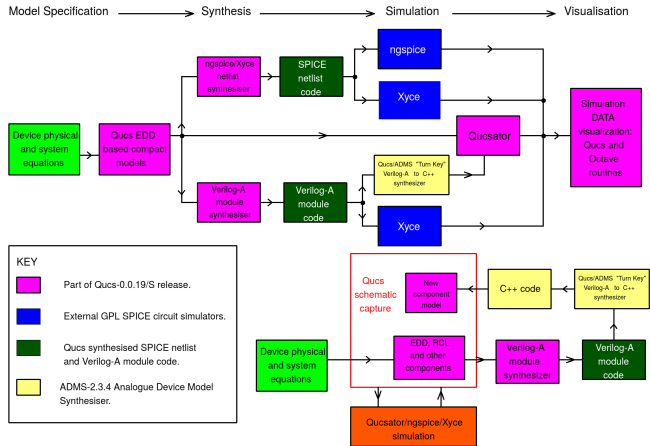 Model Specification
Synthesis
Simulation
Visualisation
ngspice
ngspice/Xyce
netlist
synthesiser
SPICE
netlist
code
Xyce
Device physical
and system
equations
Qucs EDD
based compact
models
Qucsator
Simulation
DATA
visualization:
Qucs and
Octave
routines
Qucs/ADMS "Turn Key"
Verilog-A to C++
synthesizer
Verilog-A
module
synthesiser
Verilog-A
module
code
Xyce
KEY
Part of Qucs-0.0.19/S release.
External GPL SPICE circuit simulators.
Qucs synthesised SPICE netlist
and Verilog-A module code.
ADMS-2.3.4 Analogue Device Model
Synthesiser.
Qucs
schematic
capture
New
component
model
C++ code
Qucs/ADMS "Turn Key"
Verilog-A to C++
synthesizer
Device physical
and system
equations
EDD, RCL
and other
components
Verilog-A
module
synthesizer
Verilog-A
module
code
Qucsator/ngspice/Xyce
simulation